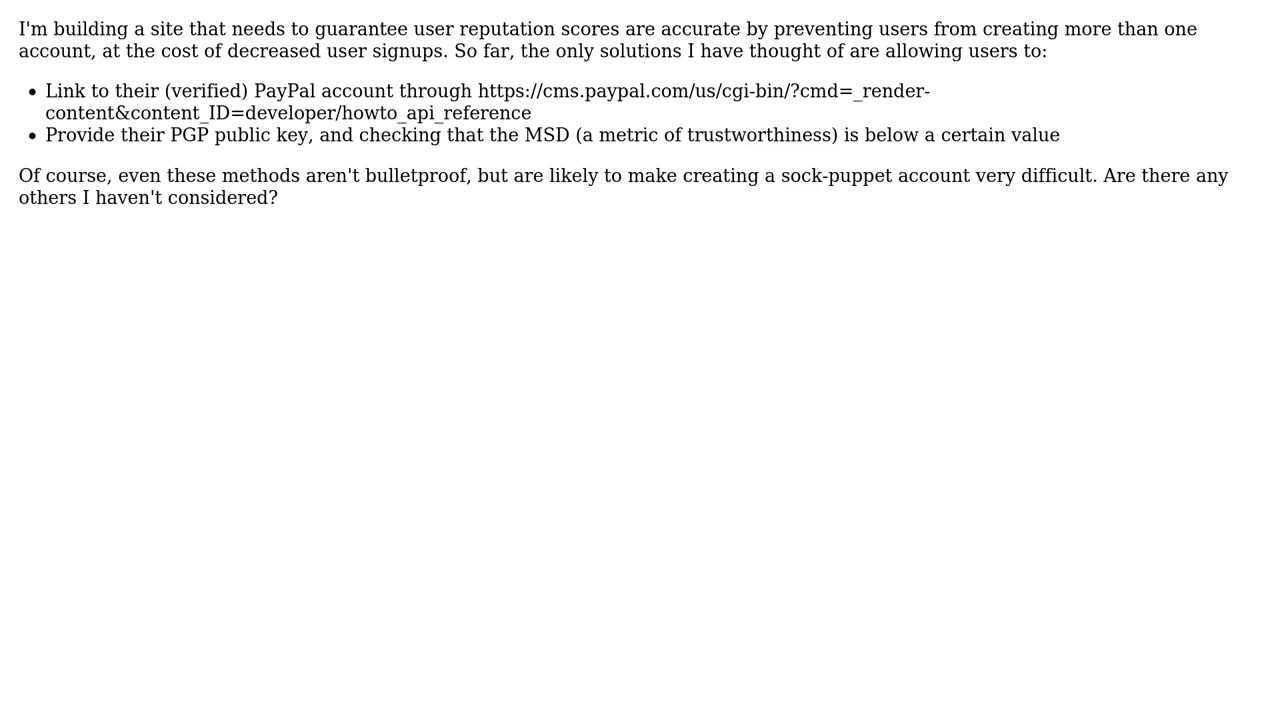 I'm building a site that needs to guarantee user reputation scores are accurate by preventing users from creating more than one
account, at the cost of decreased user signups. So far, the only solutions I have thought of are allowing users to:
• Link to their (verified) PayPal account through https://cms.paypal.com/us/cgi-bin/?cmd=_render-
content&content_ID=developer/howto_api_reference
• Provide their PGP public key, and checking that the MSD (a metric of trustworthiness) is below a certain value
Of course, even these methods aren't bulletproof, but are likely to make creating a sock-puppet account very difficult. Are there any
others I haven't considered?